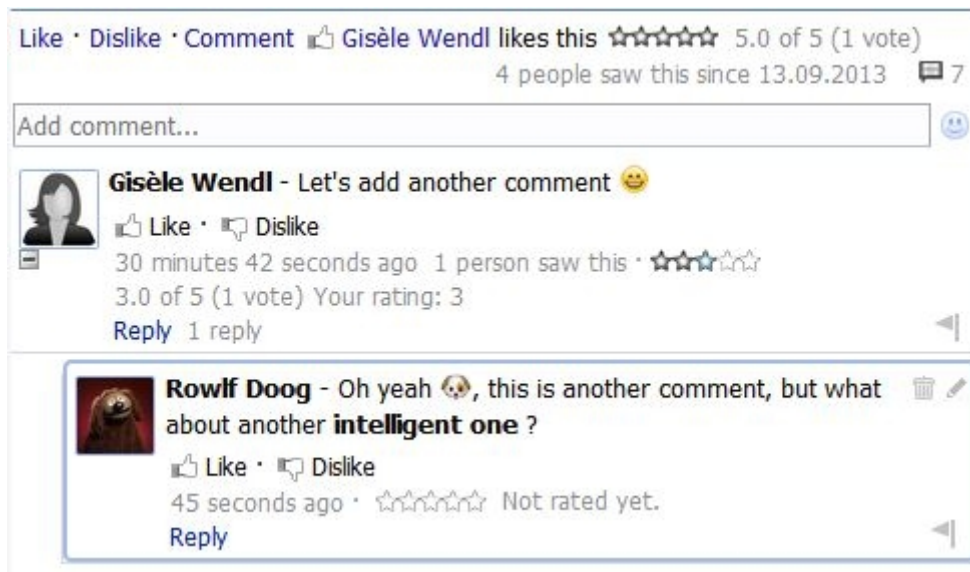 Like · Dislike · Comment Gisèle Wendl likes this 5.0 of 5 (1 vote)
4 people saw this since 13.09.2013 7
Add comment...
Gisèle Wendl - Let's add another comment
Like · Dislike
30 minutes 42 seconds ago 1 person saw this ·
3.0 of 5 (1 vote) Your rating: 3
Reply 1 reply
Rowlf Doog - Oh yeah , this is another comment, but what
about another intelligent one ?
Like · Dislike
45 seconds ago · Not rated yet.
Reply